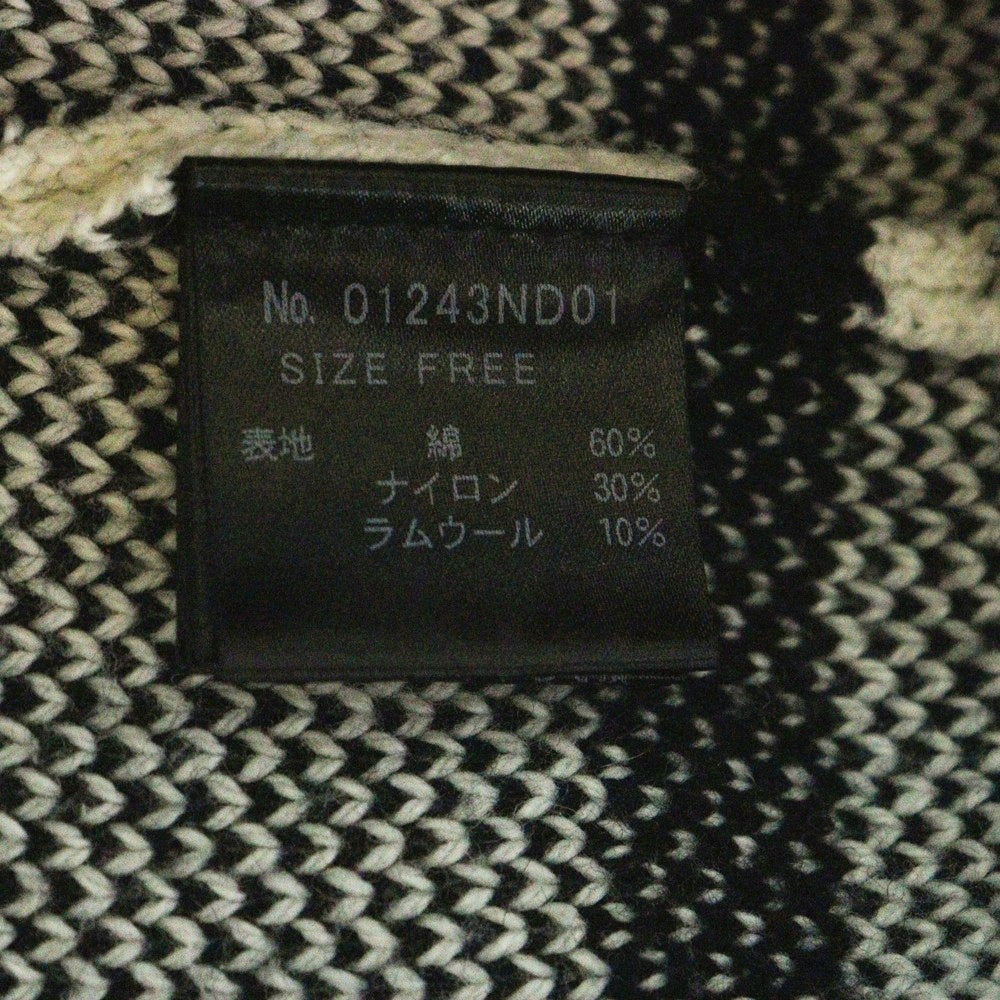 No. 01243ND01
SIZE FREE
表地 綿 60%
ナイロン 30%
ラムウール 10%